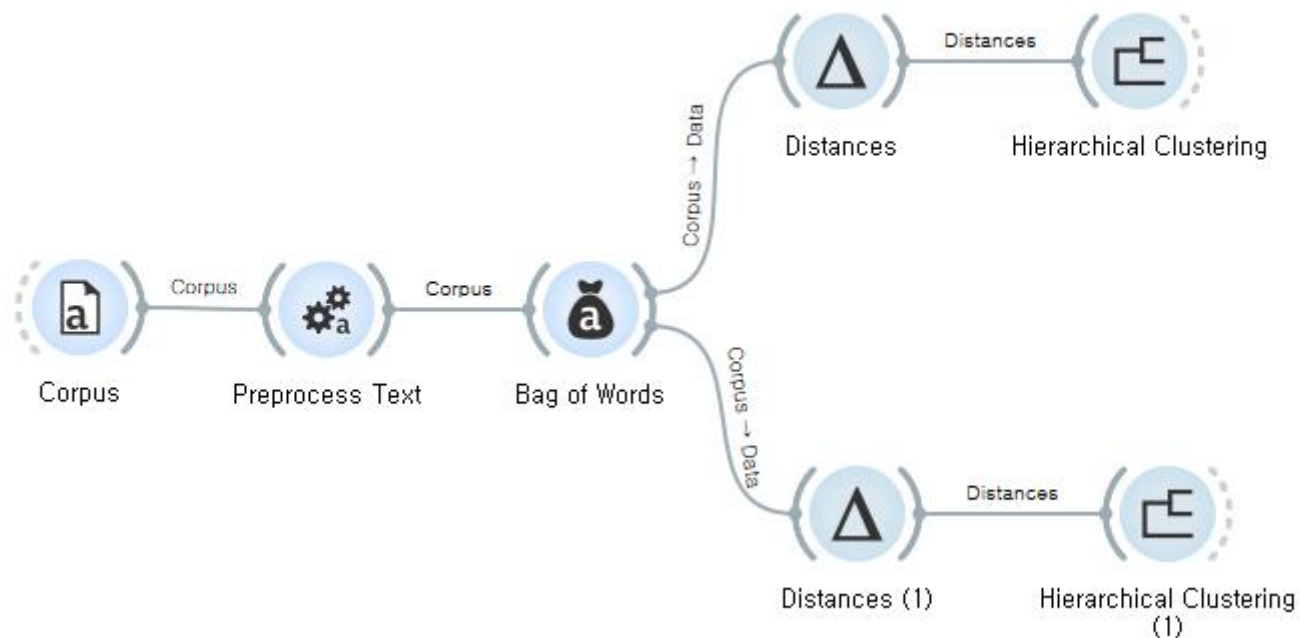 Distances
Corpus → Data
Distances
Hierarchical Clustering
a
Corpus
a
Corpus
a
Corpus
Preprocess Text
Bag of Words
Corpus → Data
Distances
Distances (1)
Hierarchical Clustering
(1)